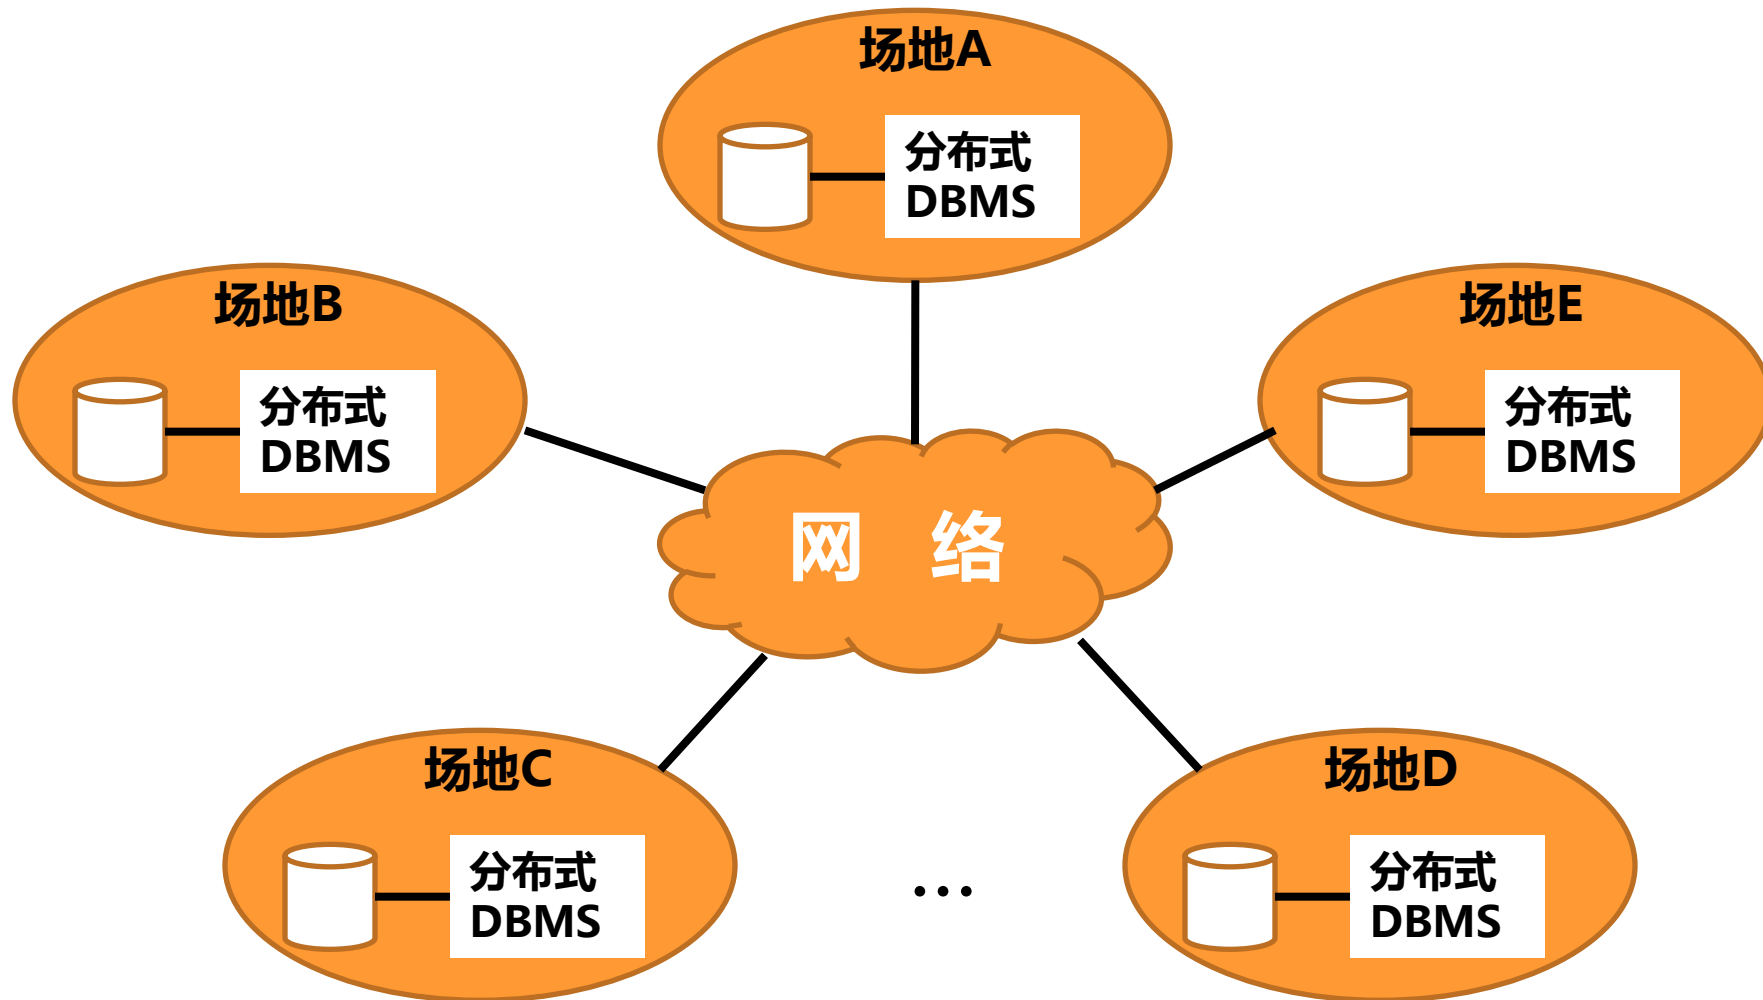 场地A
分布式
DBMS
场地B
分布式
DBMS
场地E
分布式
DBMS
网 络
场地C
分布式
DBMS
...
场地D
分布式
DBMS